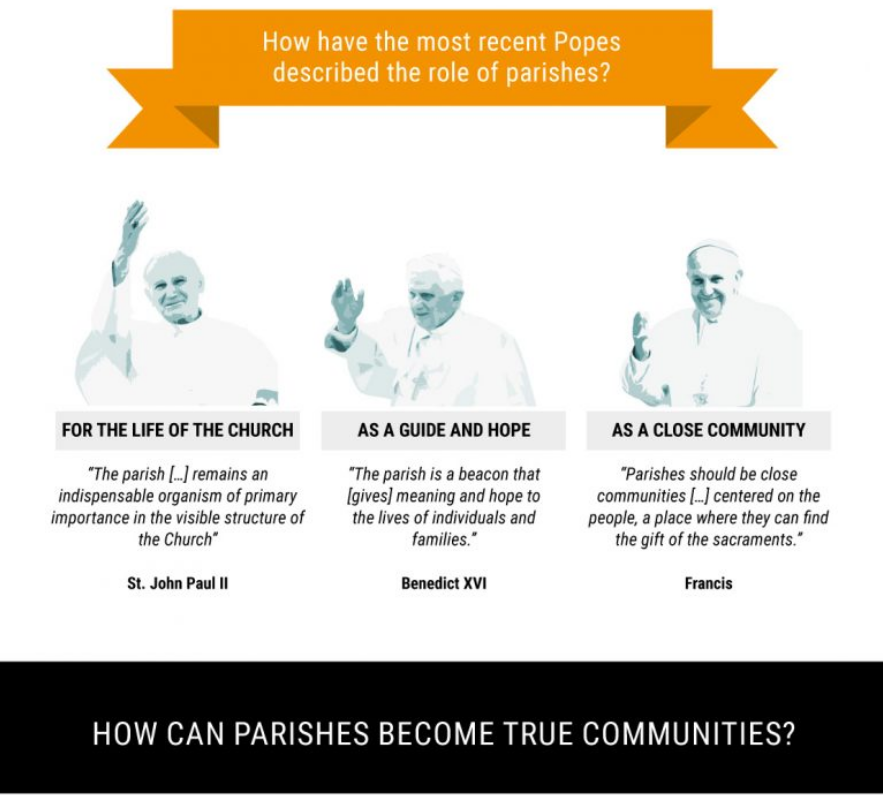 How have the most recent Popes
described the role of parishes?
FOR THE LIFE OF THE CHURCH
"The parish [...] remains an
indispensable organism of primary
importance in the visible structure of
the Church"
St. John Paul II
AS A GUIDE AND HOPE
"The parish is a beacon that
[gives] meaning and hope to
the lives of individuals and
families."
Benedict XVI
AS A CLOSE COMMUNITY
"Parishes should be close
communities [...] centered on the
people, a place where they can find
the gift of the sacraments."
Francis
HOW CAN PARISHES BECOME TRUE COMMUNITIES?